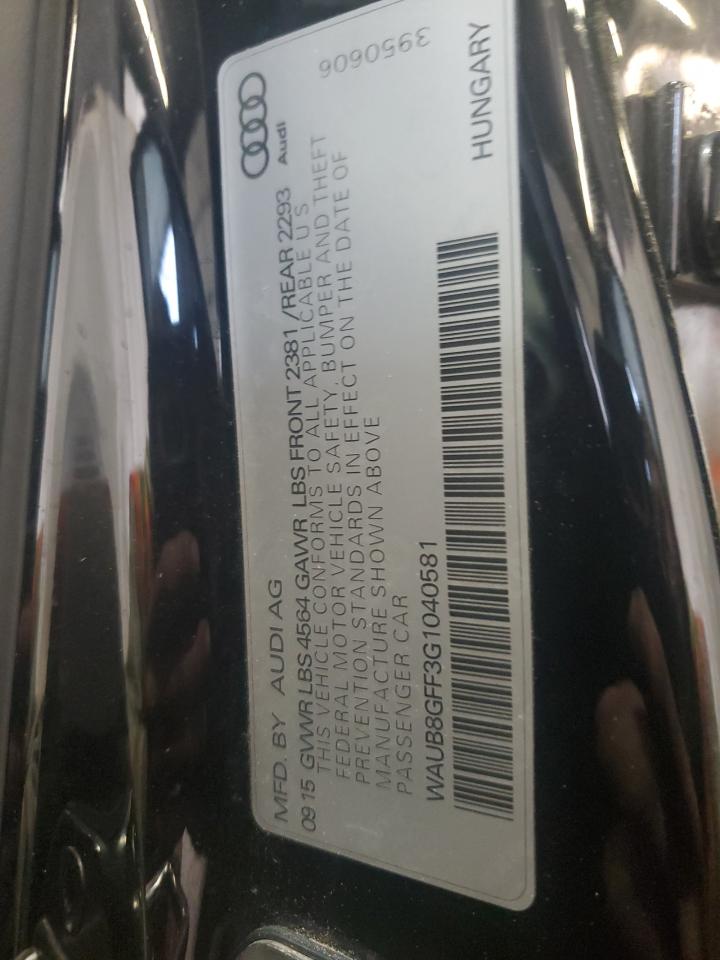 MFD. BY AUDI AG
09 15 GVWR LBS 4564 GAWR LBS FRONT 2381 /REAR 2293
THIS VEHICLE CONFORMS TO ALL APPLICABLE U S
FEDERAL MOTOR VEHICLE SAFETY, BUMPER AND THEFT
PREVENTION STANDARDS IN EFFECT ON THE DATE OF
MANUFACTURE SHOWN ABOVE
PASSENGER CAR
WAUB8GFF3G1040581
Audi
HUNGARY
3950606